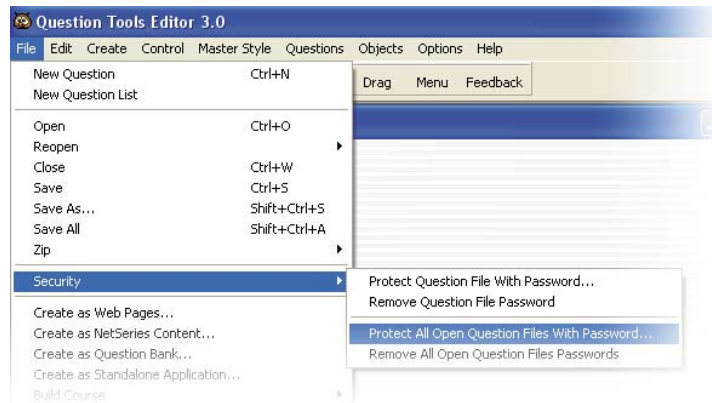 Question Tools Editor 3.0
File Edit Create Control Master Style Questions Objects Options Help
New Question Ctrl+N
New Question List
Drag Menu Feedback
Open Ctrl+O
Reopen
Close Ctrl+W
Save Ctrl+S
Save As... Shift+Ctrl+S
Save All Shift+Ctrl+A
Zip
Security
Protect Question File With Password...
Remove Question File Password
Protect All Open Question Files With Password...
Remove All Open Question Files Passwords
Create as Web Pages...
Create as NetSeries Content...
Create as Question Bank...
Create as Standalone Application...
Build Course